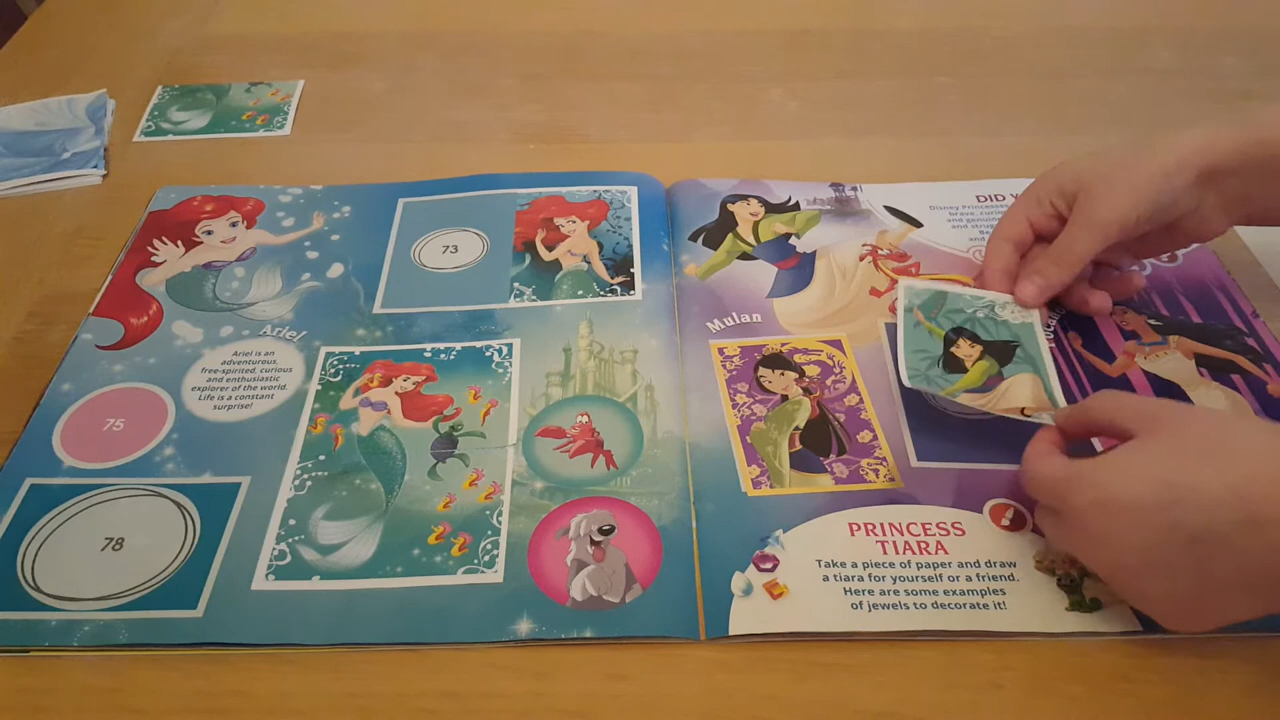 73
Ariel
Ariel is an
adventurous,
free-spirited, curious
and enthusiastic
explorer of the world.
Life is a constant
surprise!
75
78
DID
Disney Princesses
brave,
and genuine
and
Be
and
Mulan
PRINCESS
TIARA
Take a piece of paper and draw
a tiara for yourself or a friend.
Here are some examples
of jewels to decorate it!